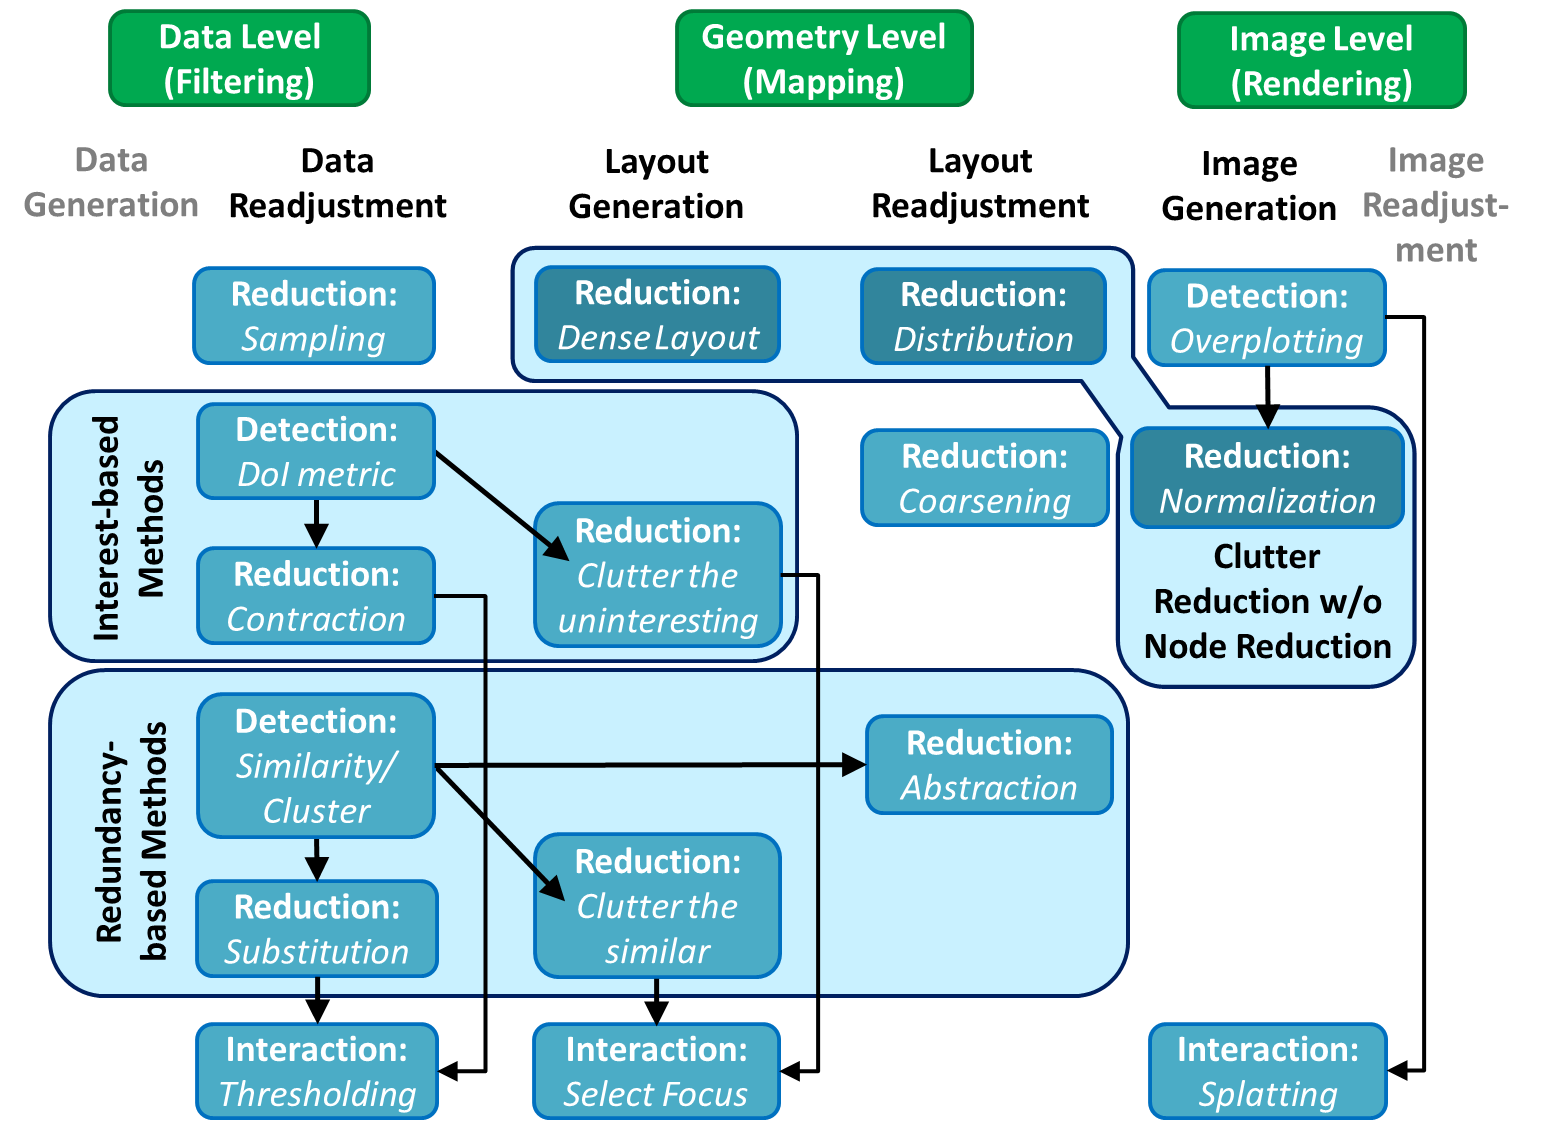 Data Level
(Filtering)
Geometry Level
(Mapping)
Image Level
(Rendering)
Data
Generation
Data
Readjustment
Layout
Generation
Layout
Readjustment
Image
Generation
Image
Readjust-
ment
Reduction:
Sampling
Reduction:
Dense Layout
Reduction:
Distribution
Detection:
Overplotting
Interest-based
Methods
Detection:
DoI metric
Reduction:
Contraction
Reduction:
Clutter the
uninteresting
Reduction:
Coarsening
Reduction:
Normalization
Clutter
Reduction w/o
Node Reduction
Redundancy-
based Methods
Detection:
Similarity/
Cluster
Reduction:
Substitution
Reduction:
Clutter the
similar
Reduction:
Abstraction
Interaction:
Thresholding
Interaction:
Select Focus
Interaction:
Splatting